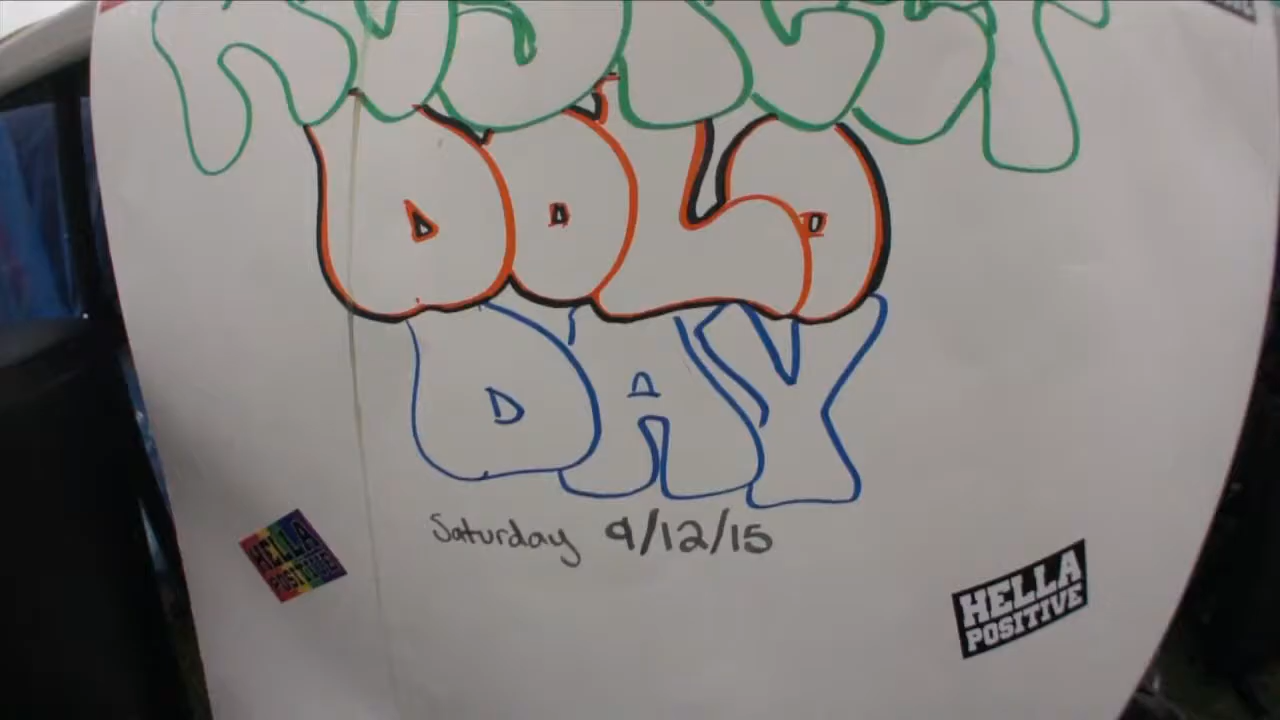 DOLO
DAY
Saturday 9/12/15
HELLA
POSITIVE
HELLA
POSITIVE